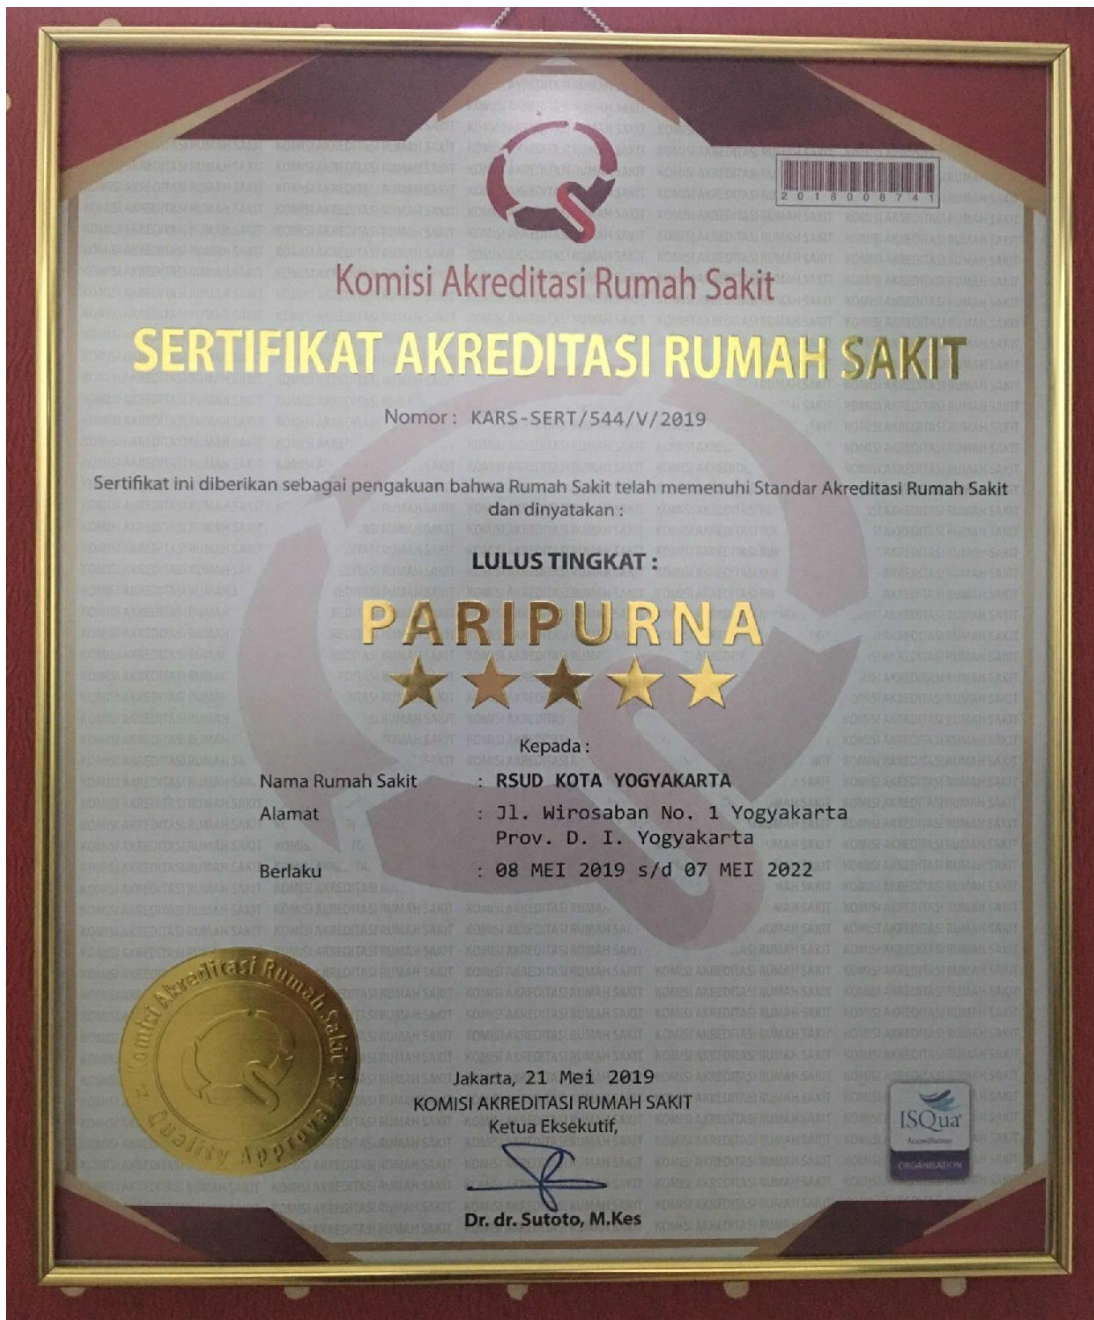 2018008741
Komisi Akreditasi Rumah Sakit
SERTIFIKAT AKREDITASI RUMAH SAKIT
Nomor : KARS-SERT/544/V/2019
Sertifikat ini diberikan sebagai pengakuan bahwa Rumah Sakit telah memenuhi Standar Akreditasi Rumah Sakit
dan dinyatakan :
LULUS TINGKAT :
PARIPURNA
Kepada :
Nama Rumah Sakit : RSUD KOTA YOGYAKARTA
Alamat : Jl. Wirosaban No. 1 Yogyakarta
Prov. D. I. Yogyakarta
Berlaku : 08 MEI 2019 s/d 07 MEI 2022
Komisi Akreditasi Rumah Sakit
Quality Approval
Jakarta, 21 Mei 2019
KOMISI AKREDITASI RUMAH SAKIT
Ketua Eksekutif,
Dr. dr. Sutoto, M.Kes
ISQua
Accreditation
ORGANISATION